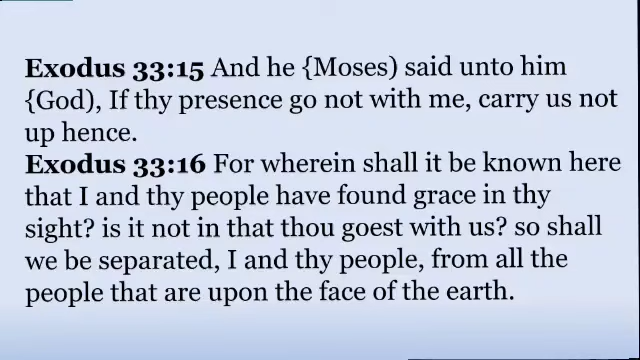 Exodus 33:15 And he {Moses) said unto him
{God), If thy presence go not with me, carry us not
up hence.
Exodus 33:16 For wherein shall it be known here
that I and thy people have found grace in thy
sight? is it not in that thou goest with us? so shall
we be separated, I and thy people, from all the
people that are upon the face of the earth.